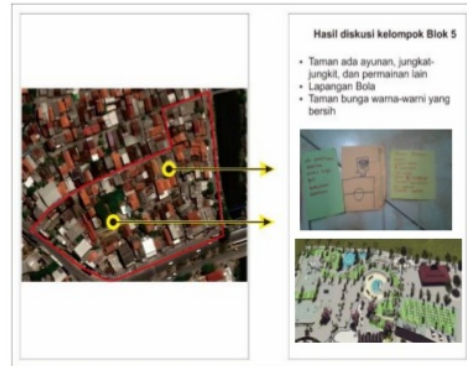 Hasil diskusi kelompok Blok 5
• Taman ada ayunan, jungkat-
jungkit, dan permainan lain
• Lapangan Bola
• Taman bunga warna-warni yang
bersih